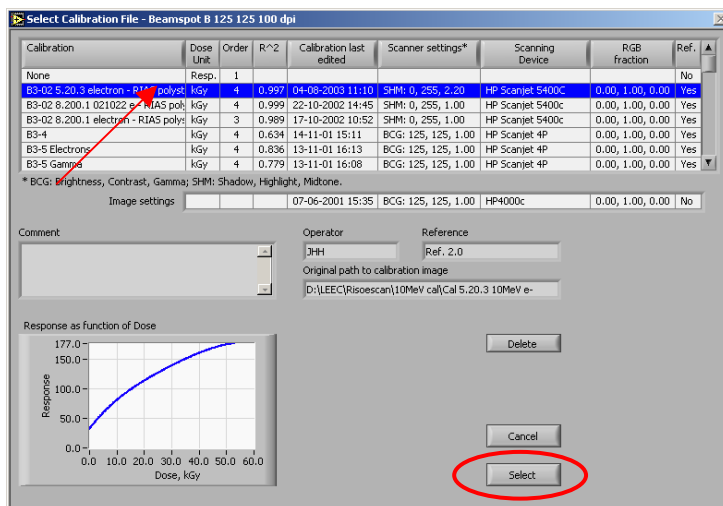 Select Calibration File - Beamspot B 125 125 100 dpi
Calibration Dose Unit Order R^2 Calibration last edited Scanner settings* Scanning Device RGB fraction Ref.
None Resp. 1 No
B3-02 5.20.3 electron - RIAS polyst kGy 4 0.997 04-08-2003 11:10 SHM: 0, 255, 2.20 HP Scanjet 5400C 0.00, 1.00, 0.00 Yes
B3-02 8.200.1 021022 e - RIAS poly kGy 4 0.999 22-10-2002 14:45 SHM: 0, 255, 1.00 HP Scanjet 5400c 0.00, 1.00, 0.00 Yes
B3-02 8.200.1 electron - RIAS polys kGy 3 0.989 17-10-2002 10:52 SHM: 0, 255, 1.00 HP Scanjet 5400c 0.00, 1.00, 0.00 Yes
B3-4 kGy 4 0.634 14-11-01 15:11 BCG: 125, 125, 1.00 HP Scanjet 4P 0.00, 1.00, 0.00 Yes
B3-5 Electrons kGy 4 0.836 13-11-01 16:13 BCG: 125, 125, 1.00 HP Scanjet 4P 0.00, 1.00, 0.00 Yes
B3-5 Gamma kGy 4 0.779 13-11-01 16:08 BCG: 125, 125, 1.00 HP Scanjet 4P 0.00, 1.00, 0.00 Yes
* BCG: Brightness, Contrast, Gamma; SHM: Shadow, Highlight, Midtone.
Image settings 07-06-2001 15:35 BCG: 125, 125, 1.00 HP4000c 0.00, 1.00, 0.00 No
Comment
Operator Reference
JHH Ref. 2.0
Original path to calibration image
D:\LEEC\Risoescan\10MeV cal\Cal 5.20.3 10MeV e-
Response as function of Dose
177.0
150.0
100.0
50.0
0.0
Response
0.0 10.0 20.0 30.0 40.0 50.0 60.0
Dose, kGy
Delete
Cancel
Select